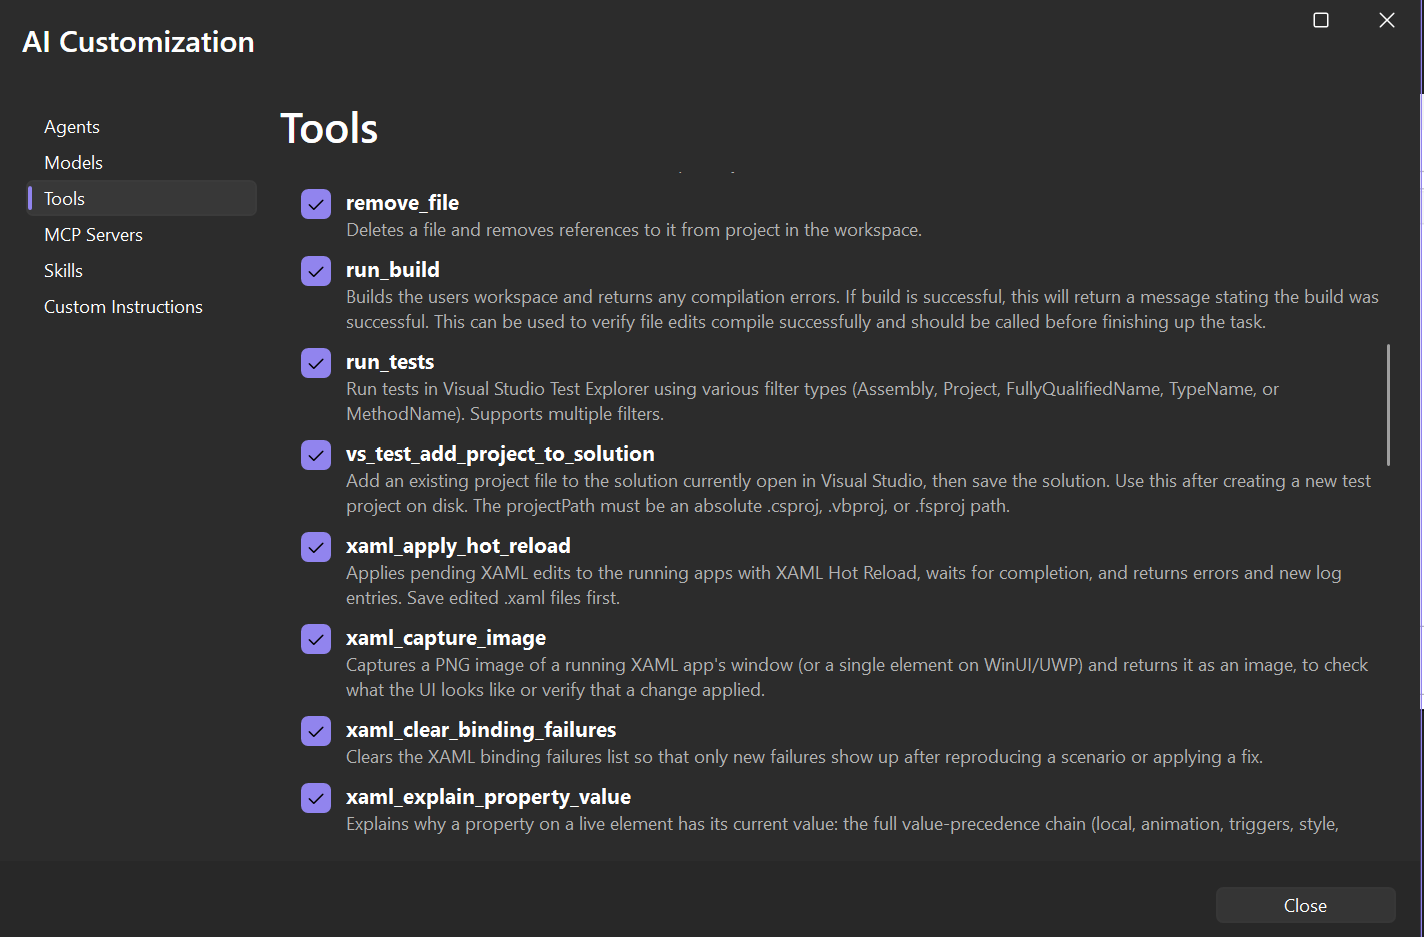 AI Customization
Agents
Models
Tools
MCP Servers
Skills
Custom Instructions
Tools
remove_file
Deletes a file and removes references to it from project in the workspace.
run_build
Builds the users workspace and returns any compilation errors. If build is successful, this will return a message stating the build was
successful. This can be used to verify file edits compile successfully and should be called before finishing up the task.
run_tests
Run tests in Visual Studio Test Explorer using various filter types (Assembly, Project, FullyQualifiedName, TypeName, or
MethodName). Supports multiple filters.
vs_test_add_project_to_solution
Add an existing project file to the solution currently open in Visual Studio, then save the solution. Use this after creating a new test
project on disk. The projectPath must be an absolute .csproj, .vbproj, or .fsproj path.
xaml_apply_hot_reload
Applies pending XAML edits to the running apps with XAML Hot Reload, waits for completion, and returns errors and new log
entries. Save edited .xaml files first.
xaml_capture_image
Captures a PNG image of a running XAML app's window (or a single element on WinUI/UWP) and returns it as an image, to check
what the UI looks like or verify that a change applied.
xaml_clear_binding_failures
Clears the XAML binding failures list so that only new failures show up after reproducing a scenario or applying a fix.
xaml_explain_property_value
Explains why a property on a live element has its current value: the full value-precedence chain (local, animation, triggers, style,
Close